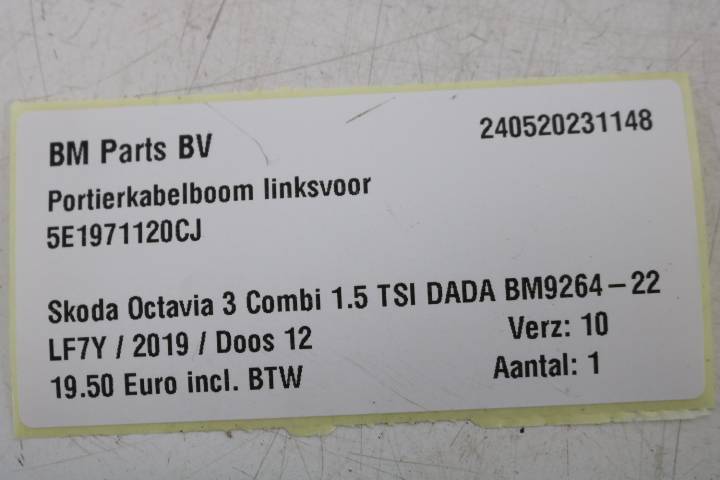 BM Parts BV 240520231148
Portierkabelboom linksvoor
5E1971120CJ
Skoda Octavia 3 Combi 1.5 TSI DADA BM9264-22
LF7Y / 2019 / Doos 12 Verz: 10
19.50 Euro incl. BTW Aantal: 1